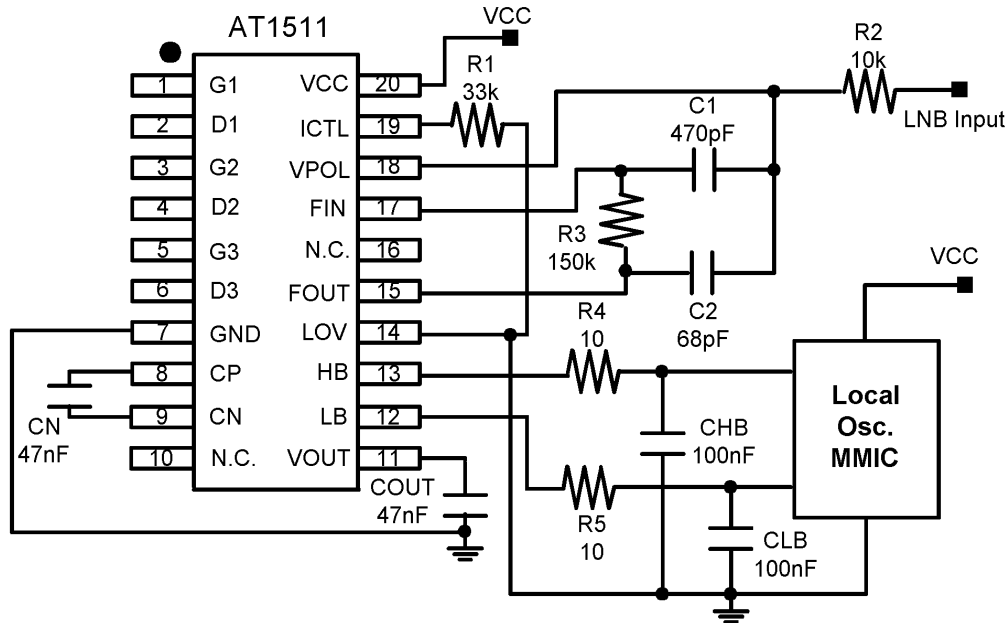 AT1511
VCC
R1
33k
R2
10k
LNB Input
C1
470pF
1 G1 VCC 20
2 D1 ICTL 19
3 G2 VPOL 18
4 D2 FIN 17
5 G3 N.C. 16
6 D3 FOUT 15
7 GND LOV 14
8 CP HB 13
9 CN LB 12
10 N.C. VOUT 11
R3
150k
C2
68pF
VCC
R4
10
CN
47nF
COUT
47nF
CHB
100nF
Local
Osc.
MMIC
R5
10
CLB
100nF